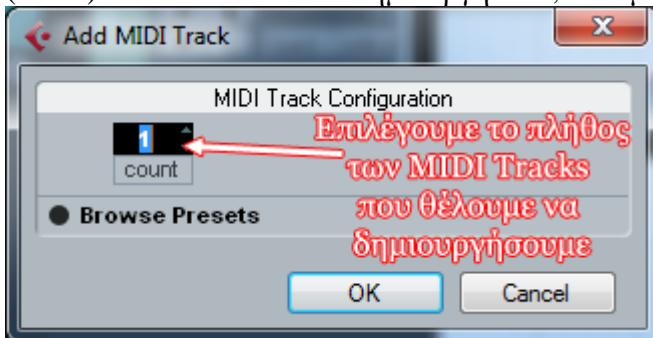 Add MIDI Track
MIDI Track Configuration
1
count
Επιλέγουμε το πλήθος
των MIDI Tracks
που θέλουμε να
δημιουργήσουμε
Browse Presets
OK
Cancel